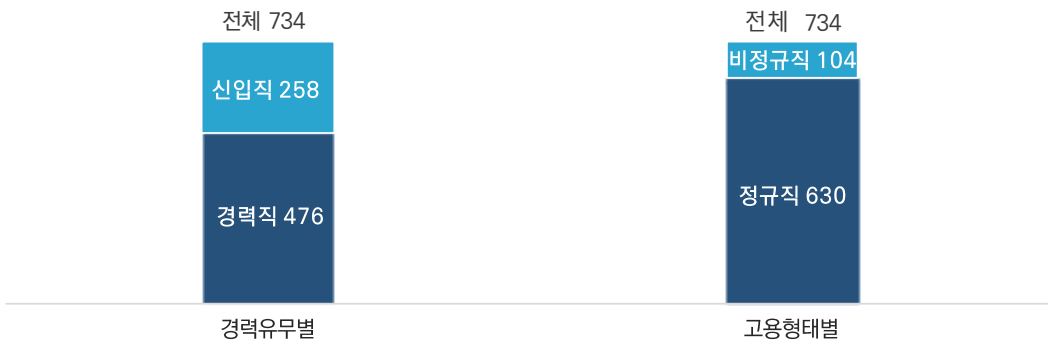 전체 734
신입직 258
경력직 476
경력유무별
전체 734
비정규직 104
정규직 630
고용형태별